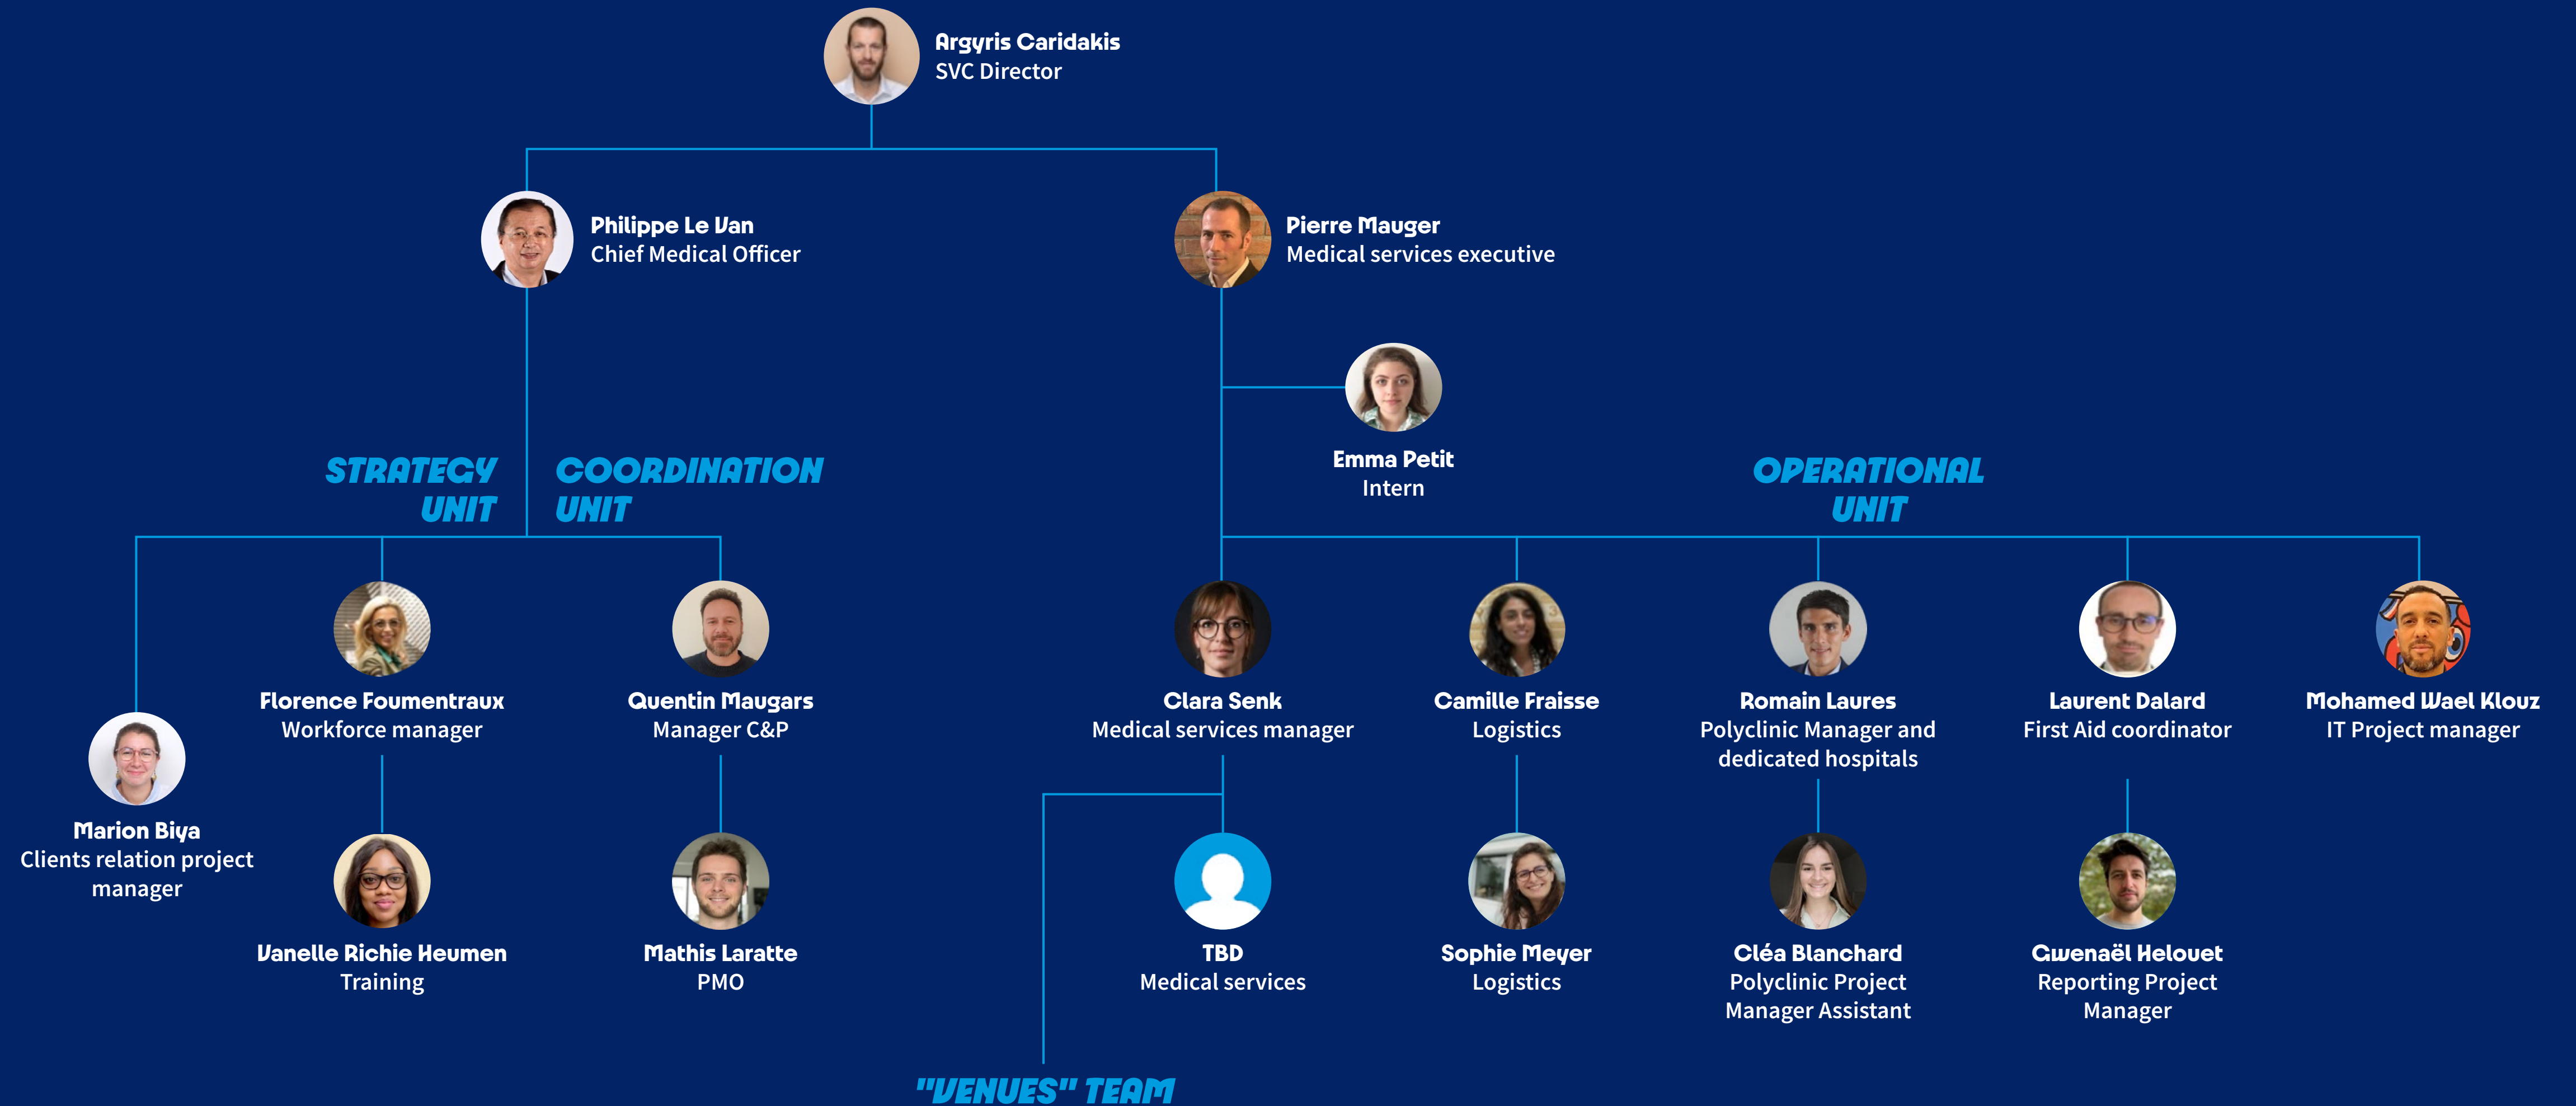 Argyris Caridakis
SVC Director
Philippe Le Van
Chief Medical Officer
Pierre Mauger
Medical services executive
Emma Petit
Intern
STRATEGY
UNIT
COORDINATION
UNIT
OPERATIONAL
UNIT
Marion Biya
Clients relation project
manager
Florence Foumentraux
Workforce manager
Quentin Maugars
Manager C&P
Clara Senk
Medical services manager
Camille Fraisse
Logistics
Romain Laures
Polyclinic Manager and
dedicated hospitals
Laurent Dalard
First Aid coordinator
Mohamed Wael Klouz
IT Project manager
Vanelle Richie Heumen
Training
Mathis Laratte
PMO
TBD
Medical services
Sophie Meyer
Logistics
Cléa Blanchard
Polyclinic Project
Manager Assistant
Gwenaël Helouet
Reporting Project
Manager
"VENUES" TEAM